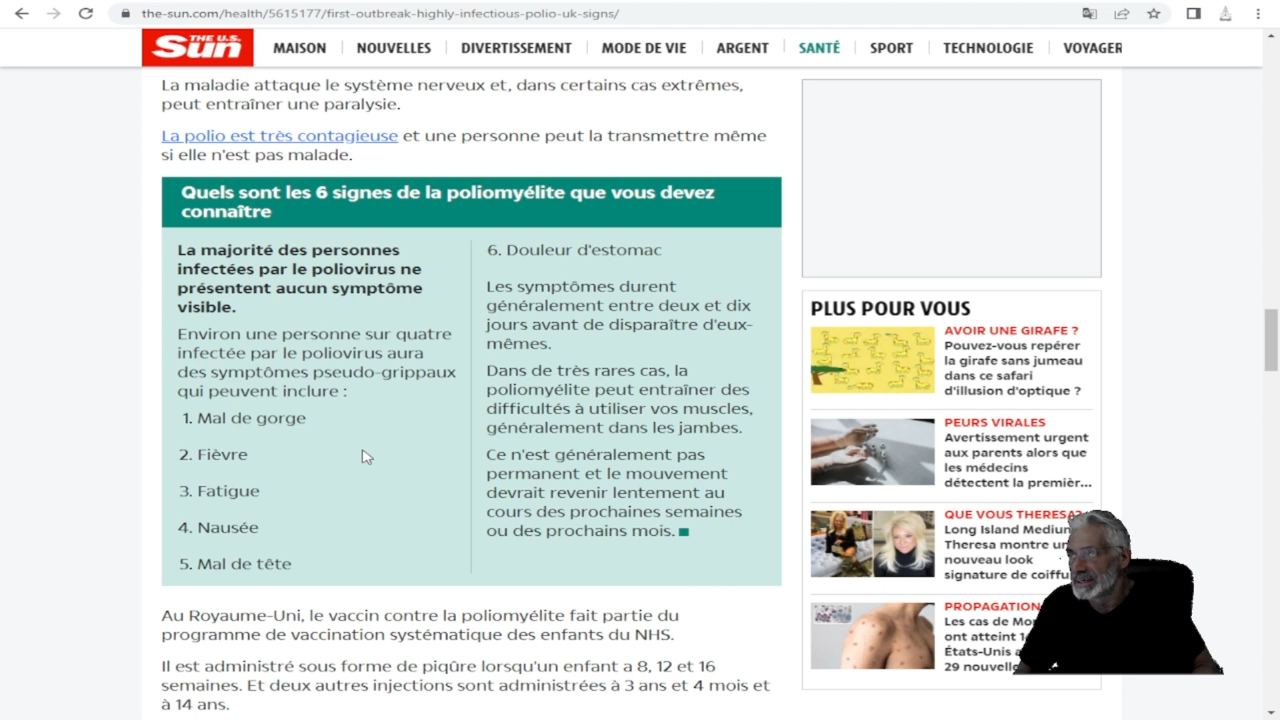 the-sun.com/health/5615177/first-outbreak-highly-infectious-polio-uk-signs/
THE U.S.
Sun
MAISON
NOUVELLES
DIVERTISSEMENT
MODE DE VIE
ARGENT
SANTÉ
SPORT
TECHNOLOGIE
VOYAGER
La maladie attaque le système nerveux et, dans certains cas extrêmes,
peut entraîner une paralysie.
La polio est très contagieuse et une personne peut la transmettre même
si elle n'est pas malade.
Quels sont les 6 signes de la poliomyélite que vous devez
connaître
La majorité des personnes
infectées par le poliovirus ne
présentent aucun symptôme
visible.
Environ une personne sur quatre
infectée par le poliovirus aura
des symptômes pseudo-grippaux
qui peuvent inclure :
1. Mal de gorge
2. Fièvre
3. Fatigue
4. Nausée
5. Mal de tête
6. Douleur d'estomac
Les symptômes durent
généralement entre deux et dix
jours avant de disparaître d'eux-
mêmes.
Dans de très rares cas, la
poliomyélite peut entraîner des
difficultés à utiliser vos muscles,
généralement dans les jambes.
Ce n'est généralement pas
permanent et le mouvement
devrait revenir lentement au
cours des prochaines semaines
ou des prochains mois.
Au Royaume-Uni, le vaccin contre la poliomyélite fait partie du
programme de vaccination systématique des enfants du NHS.
Il est administré sous forme de piqûre lorsqu'un enfant a 8, 12 et 16
semaines. Et deux autres injections sont administrées à 3 ans et 4 mois et
à 14 ans.
PLUS POUR VOUS
AVOIR UNE GIRAFE ?
Pouvez-vous repérer
la girafe sans jumeau
dans ce safari
d'illusion d'optique ?
PEURS VIRALES
Avertissement urgent
aux parents alors que
les médecins
détectent la premièr...
QUE VOUS THERESA?
Long Island Medium
Theresa montre un
nouveau look
signature de
PROPAGATION
Les cas de
ont atteint
États-Unis
29